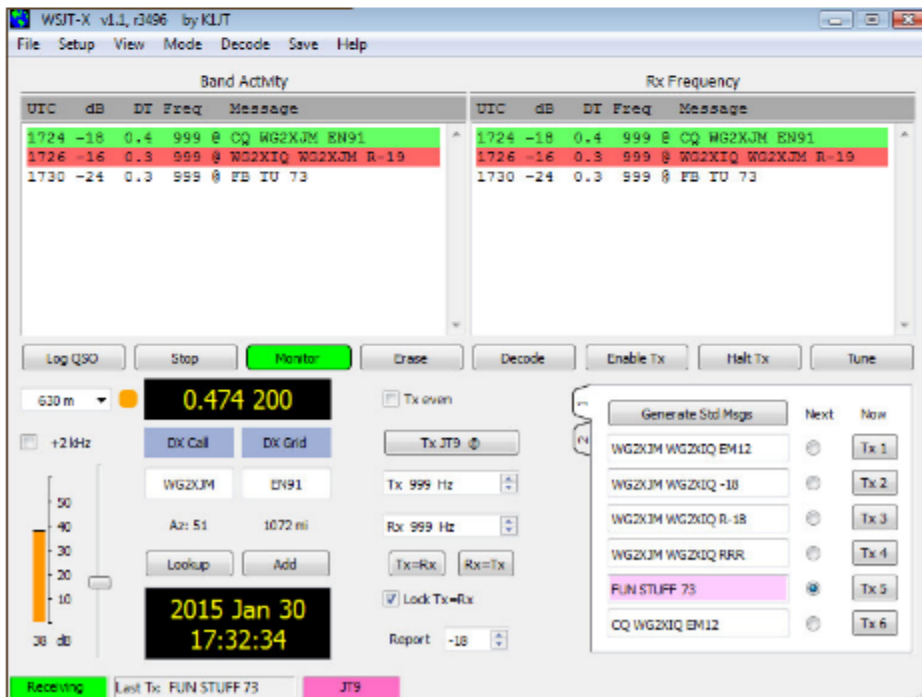 WSJT-X v1.1, r3496 by K1JT
File Setup View Mode Decode Save Help
Band Activity
UTC dB DT Freq Message
1724 -18 0.4 999 @ CQ WG2XJM EN91
1726 -16 0.3 999 @ WG2XIQ WG2XJM R-19
1730 -24 0.3 999 @ FB TU 73
Rx Frequency
UTC dB DT Freq Message
1724 -18 0.4 999 @ CQ WG2XJM EN91
1726 -16 0.3 999 @ WG2XIQ WG2XJM R-19
1730 -24 0.3 999 @ FB TU 73
Log QSO Stop Monitor Erase Decode Enable Tx Halt Tx Tune
630 m
0.474 200
+2 kHz
DX Call DX Grid
WG2XJM EN91
Az: 51 1072 mi
Lookup Add
2015 Jan 30
17:32:34
50
40
30
20
10
38 dB
Tx even
Tx JT9 @
Tx 999 Hz
Rx 999 Hz
Tx=Rx Rx=Tx
Lock Tx=Rx
Report -18
1
2
Generate Std Msgs Next Now
WG2XJM WG2XIQ EM12 Tx 1
WG2XJM WG2XIQ -18 Tx 2
WG2XJM WG2XIQ R-18 Tx 3
WG2XJM WG2XIQ RRR Tx 4
FUN STUFF 73 Tx 5
CQ WG2XIQ EM12 Tx 6
Receiving Last Tx: FUN STUFF 73 JT9